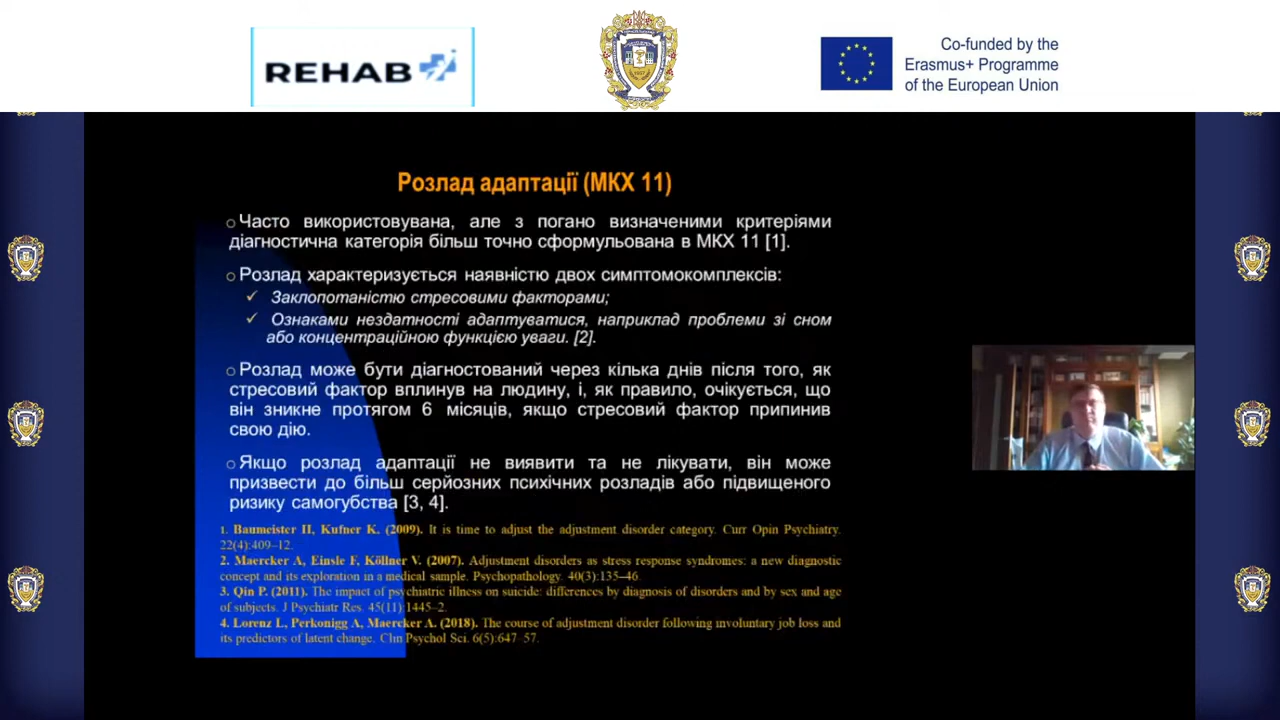 REHAB
Co-funded by the
Erasmus+ Programme
of the European Union
Розлад адаптації (МКХ 11)
Часто використовувана, але з погано визначеними критеріями
діагностична категорія більш точно сформульована в МКХ 11 [1].
Розлад характеризується наявністю двох симптомокомплексів:
Заклопотаністю стресовими факторами;
Ознаками нездатності адаптуватися, наприклад проблеми зі сном
або концентраційною функцією уваги. [2].
Розлад може бути діагностований через кілька днів після того, як
стресовий фактор вплинув на людину, і, як правило, очікується, що
він зникне протягом 6 місяців, якщо стресовий фактор припинив
свою дію.
Якщо розлад адаптації не виявити та не лікувати, він може
призвести до більш серйозних психічних розладів або підвищеного
ризику самогубства [3, 4].
1. Baumeister H, Kufner K. (2009). It is time to adjust the adjustment disorder category. Curr Opin Psychiatry.
22(4):409–12.
2. Maercker A, Einsle F, Köllner V. (2007). Adjustment disorders as stress response syndromes: a new diagnostic
concept and its exploration in a medical sample. Psychopathology. 40(3):135–46.
3. Qin P. (2011). The impact of psychiatric illness on suicide: differences by diagnosis of disorders and by sex and age
of subjects. J Psychiatr Res. 45(11):1445–2.
4. Lorenz L, Perkonigg A, Maercker A. (2018). The course of adjustment disorder following involuntary job loss and
its predictors of latent change. Clin Psychol Sci. 6(5):647–57.